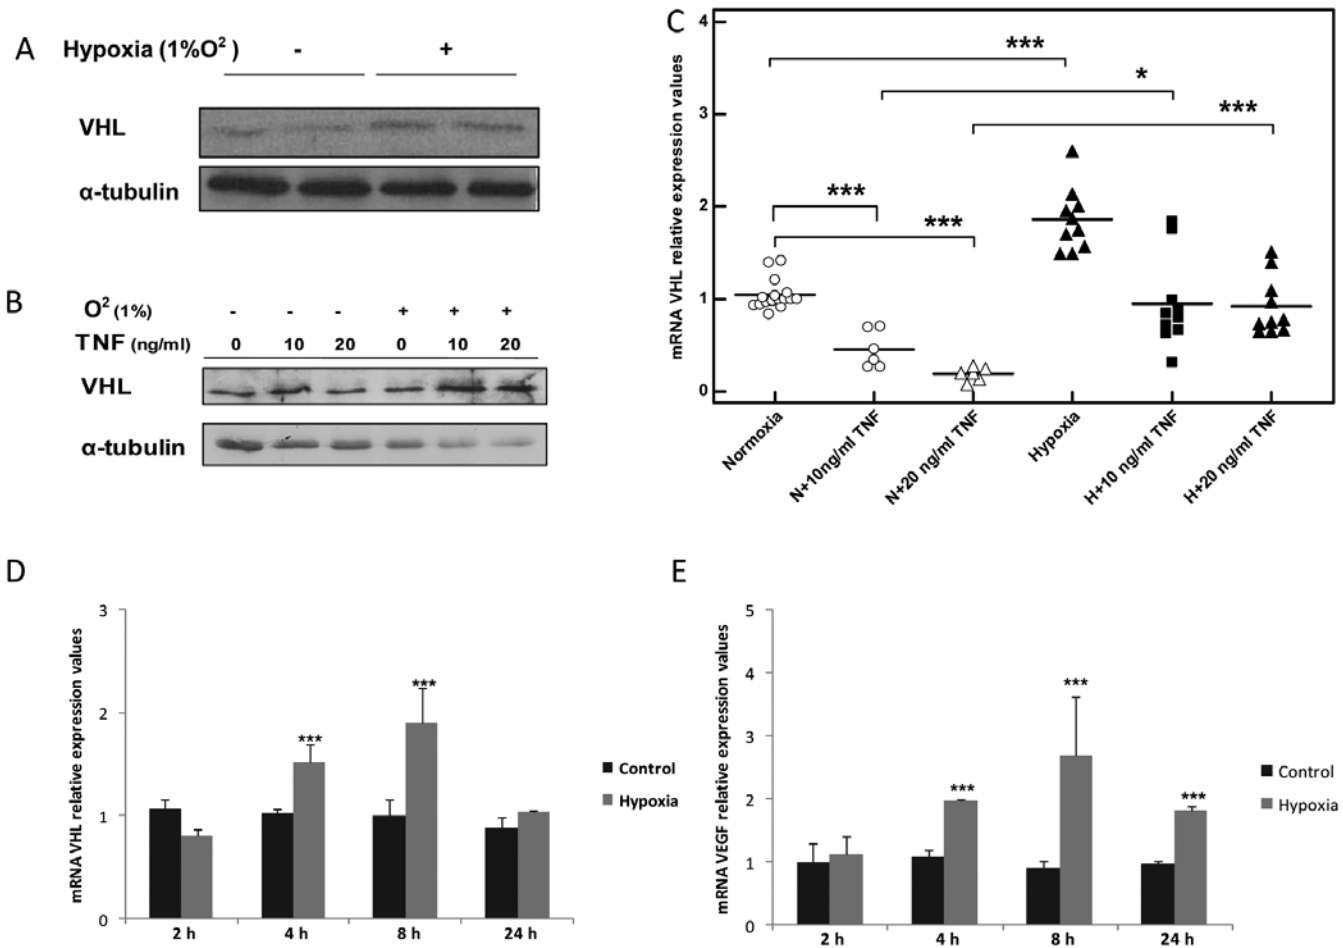 A
Hypoxia (1%O² )
-
+
VHL
α-tubulin
B
O² (1%)
- - - + + +
TNF (ng/ml)
0 10 20 0 10 20
VHL
α-tubulin
C
mRNA VHL relative expression values
4
3
2
1
0
***
*
***
***
***
Normoxia
N+10ng/ml TNF
N+20 ng/ml TNF
Hypoxia
H+10 ng/ml TNF
H+20 ng/ml TNF
D
mRNA VHL relative expression values
3
2
1
0
***
***
2 h
4 h
8 h
24 h
Control
Hypoxia
E
mRNA VEGF relative expression values
5
4
3
2
1
0
***
***
***
2 h
4 h
8 h
24 h
Control
Hypoxia